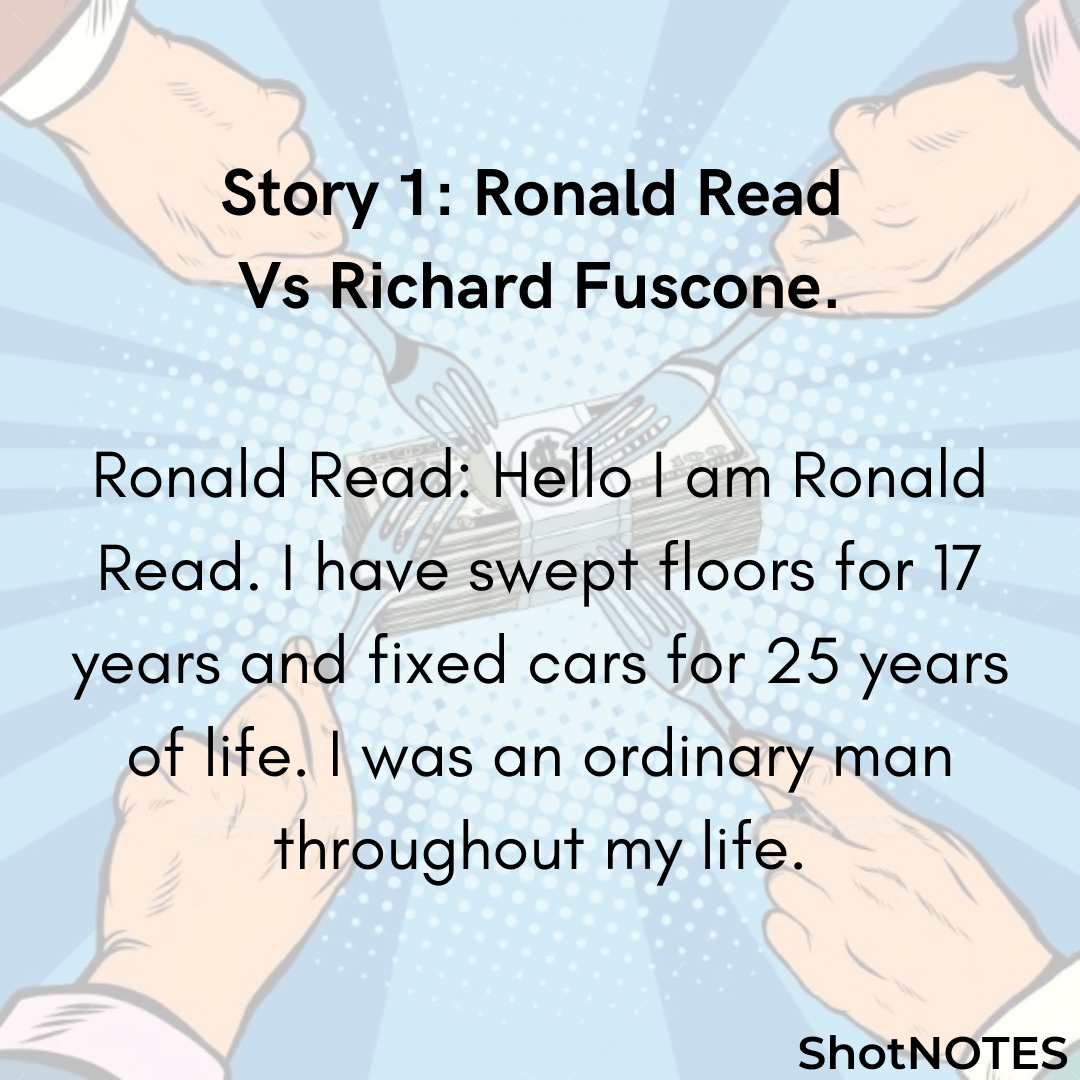 Story 1: Ronald Read
Vs Richard Fuscone.
Ronald Read: Hello I am Ronald
Read. I have swept floors for 17
years and fixed cars for 25 years
of life. I was an ordinary man
throughout my life.
ShotNOTES